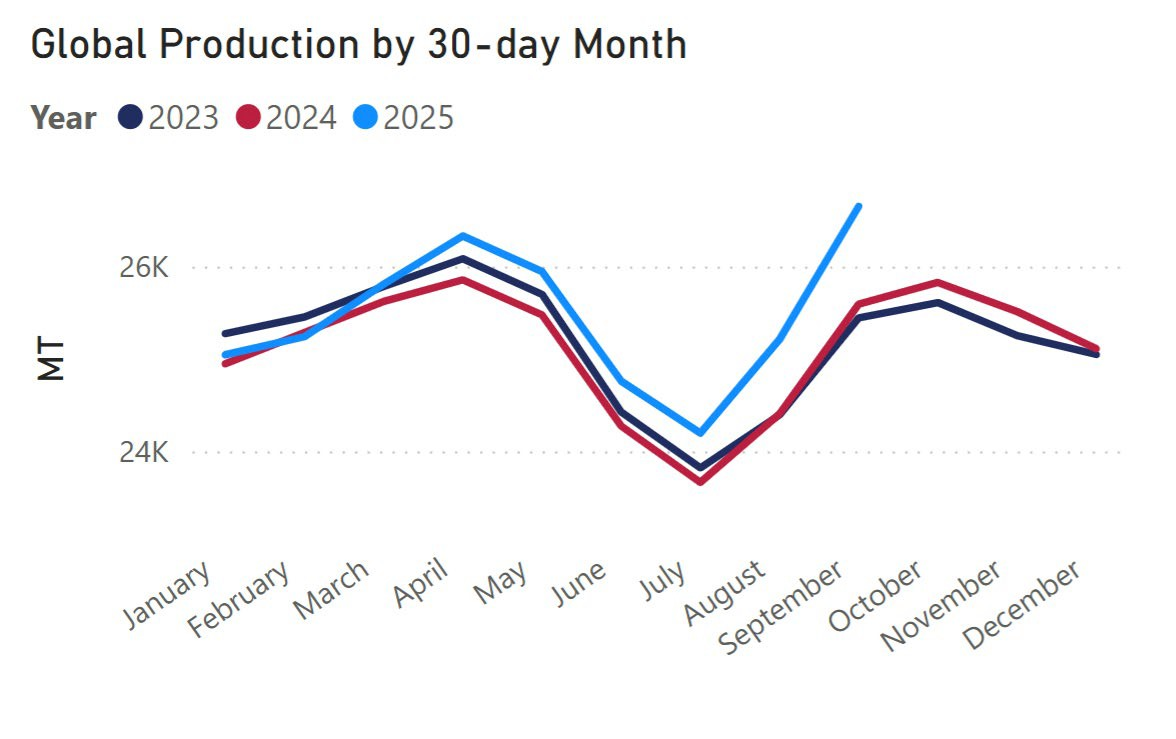 Global Production by 30-day Month
Year 2023 2024 2025
26K
MT
24K
January
February
March
April
May
June
July
August
September
October
November
December